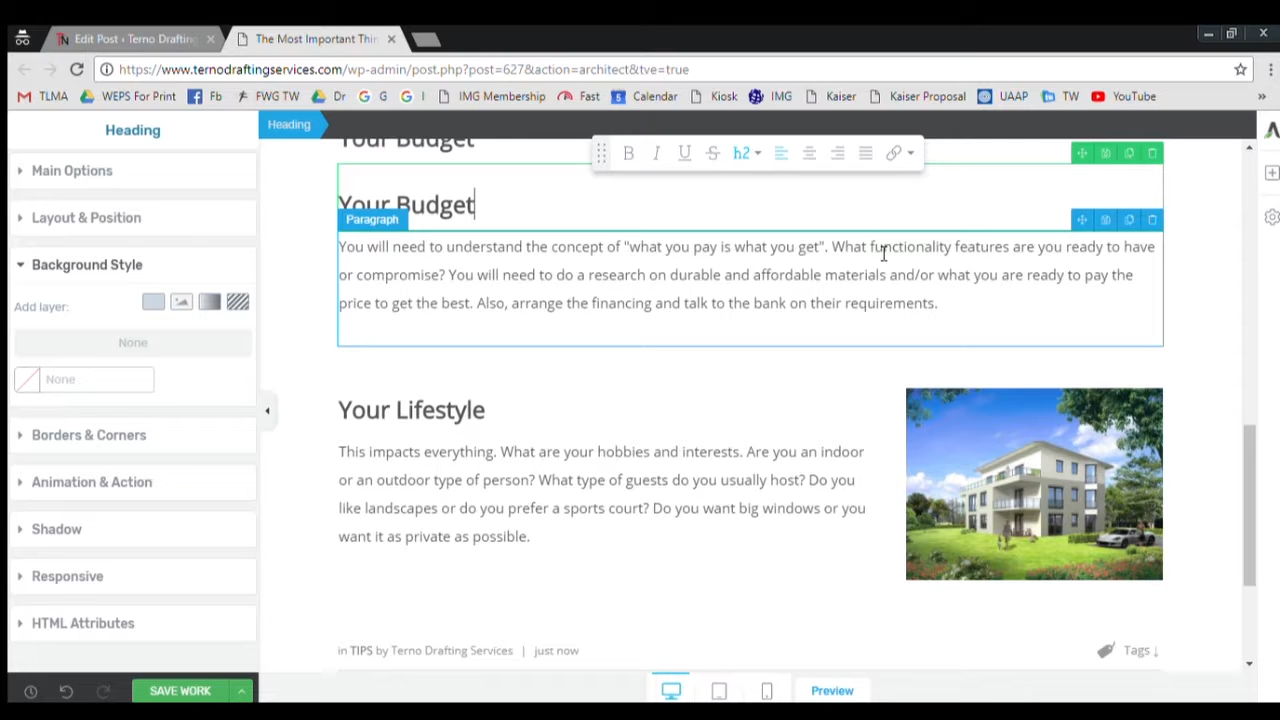 Edit Post ‹ Terno Drafting
The Most Important Thin
https://www.ternodraftingservices.com/wp-admin/post.php?post=627&action=architect&tve=true
TLMA WEPS For Print Fb FWG TW Dr G I IMG Membership Fast Calendar Kiosk IMG Kaiser Kaiser Proposal UAAP TW YouTube »
Heading
Main Options
Layout & Position
Background Style
Add layer:
None
None
Borders & Corners
Animation & Action
Shadow
Responsive
HTML Attributes
SAVE WORK
Heading
Your Budget
B I U S h2
Your Budget
Paragraph
You will need to understand the concept of "what you pay is what you get". What functionality features are you ready to have
or compromise? You will need to do a research on durable and affordable materials and/or what you are ready to pay the
price to get the best. Also, arrange the financing and talk to the bank on their requirements.
Your Lifestyle
This impacts everything. What are your hobbies and interests. Are you an indoor
or an outdoor type of person? What type of guests do you usually host? Do you
like landscapes or do you prefer a sports court? Do you want big windows or you
want it as private as possible.
in TIPS by Terno Drafting Services | just now
Tags ↓
Preview